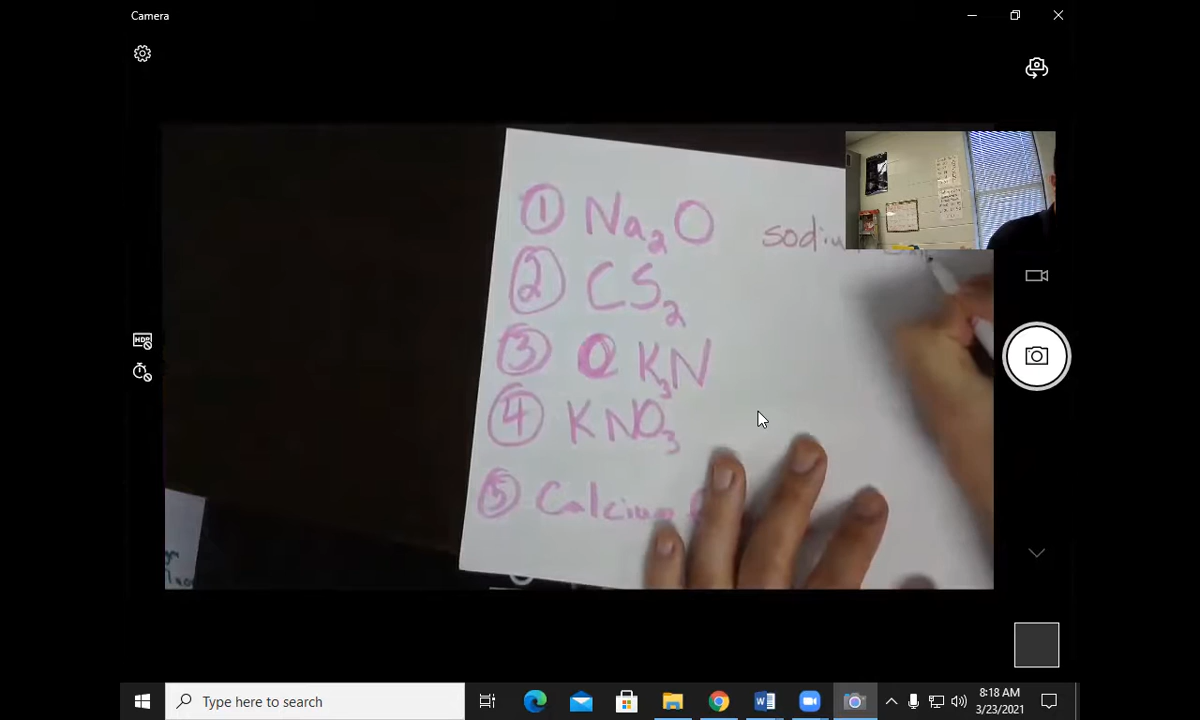 Camera
① Na₂O sodium
② CS₂
③ K₃N
④ KNO₃
⑤ Calcium
Type here to search
8:18 AM
3/23/2021